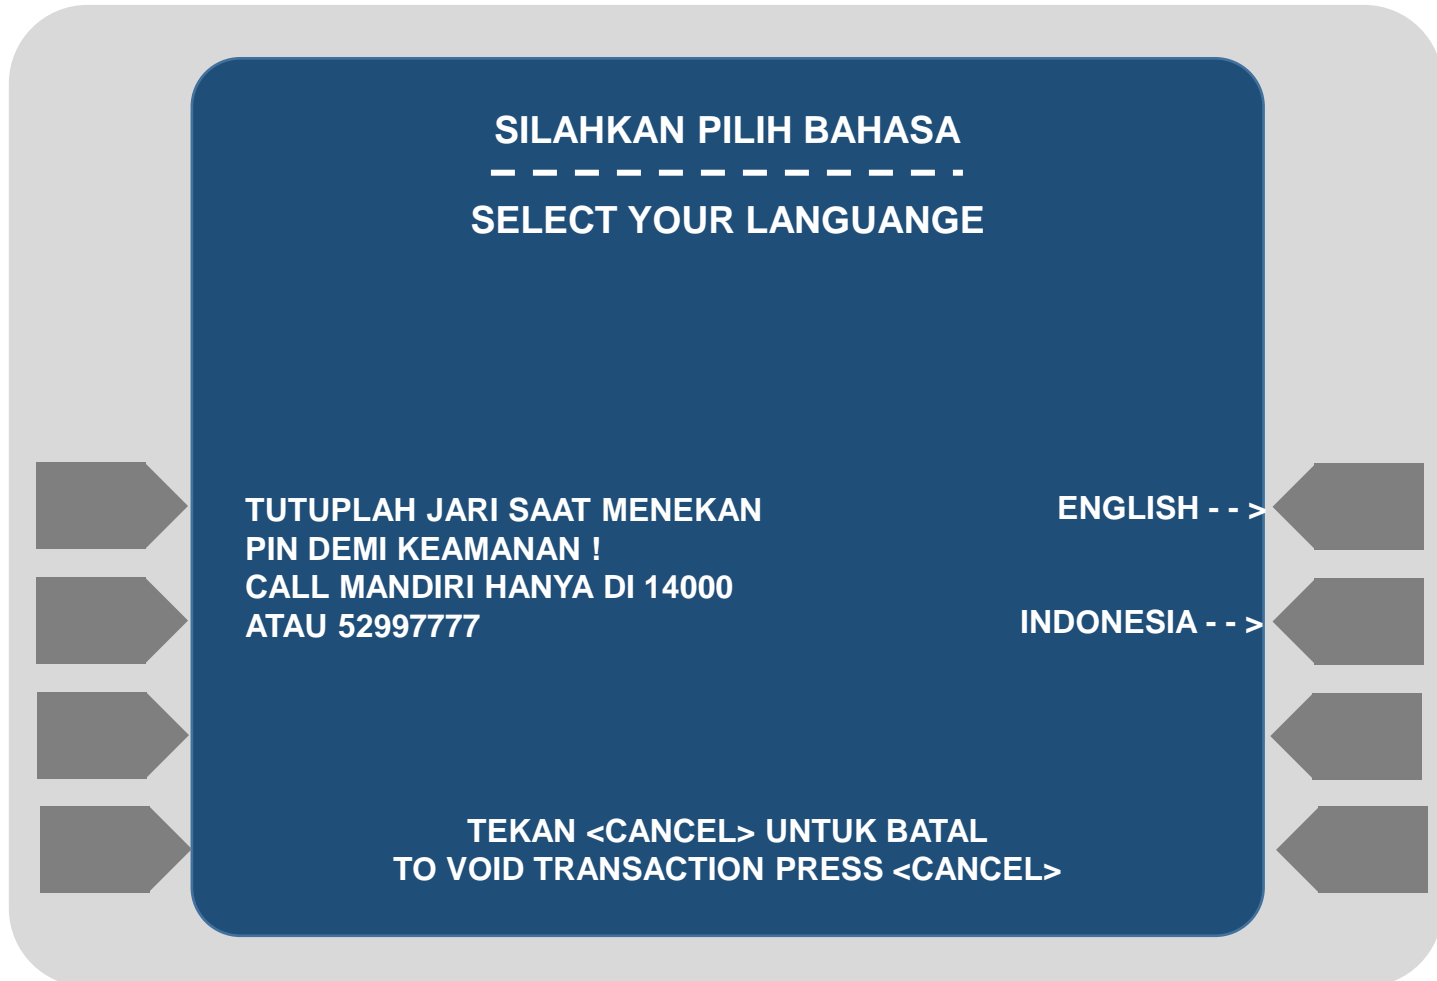 SILAHKAN PILIH BAHASA
- - - - - - - - - - - -
SELECT YOUR LANGUANGE
TUTUPLAH JARI SAAT MENEKAN
PIN DEMI KEAMANAN !
CALL MANDIRI HANYA DI 14000
ATAU 52997777
ENGLISH - - >
INDONESIA - - >
TEKAN <CANCEL> UNTUK BATAL
TO VOID TRANSACTION PRESS <CANCEL>